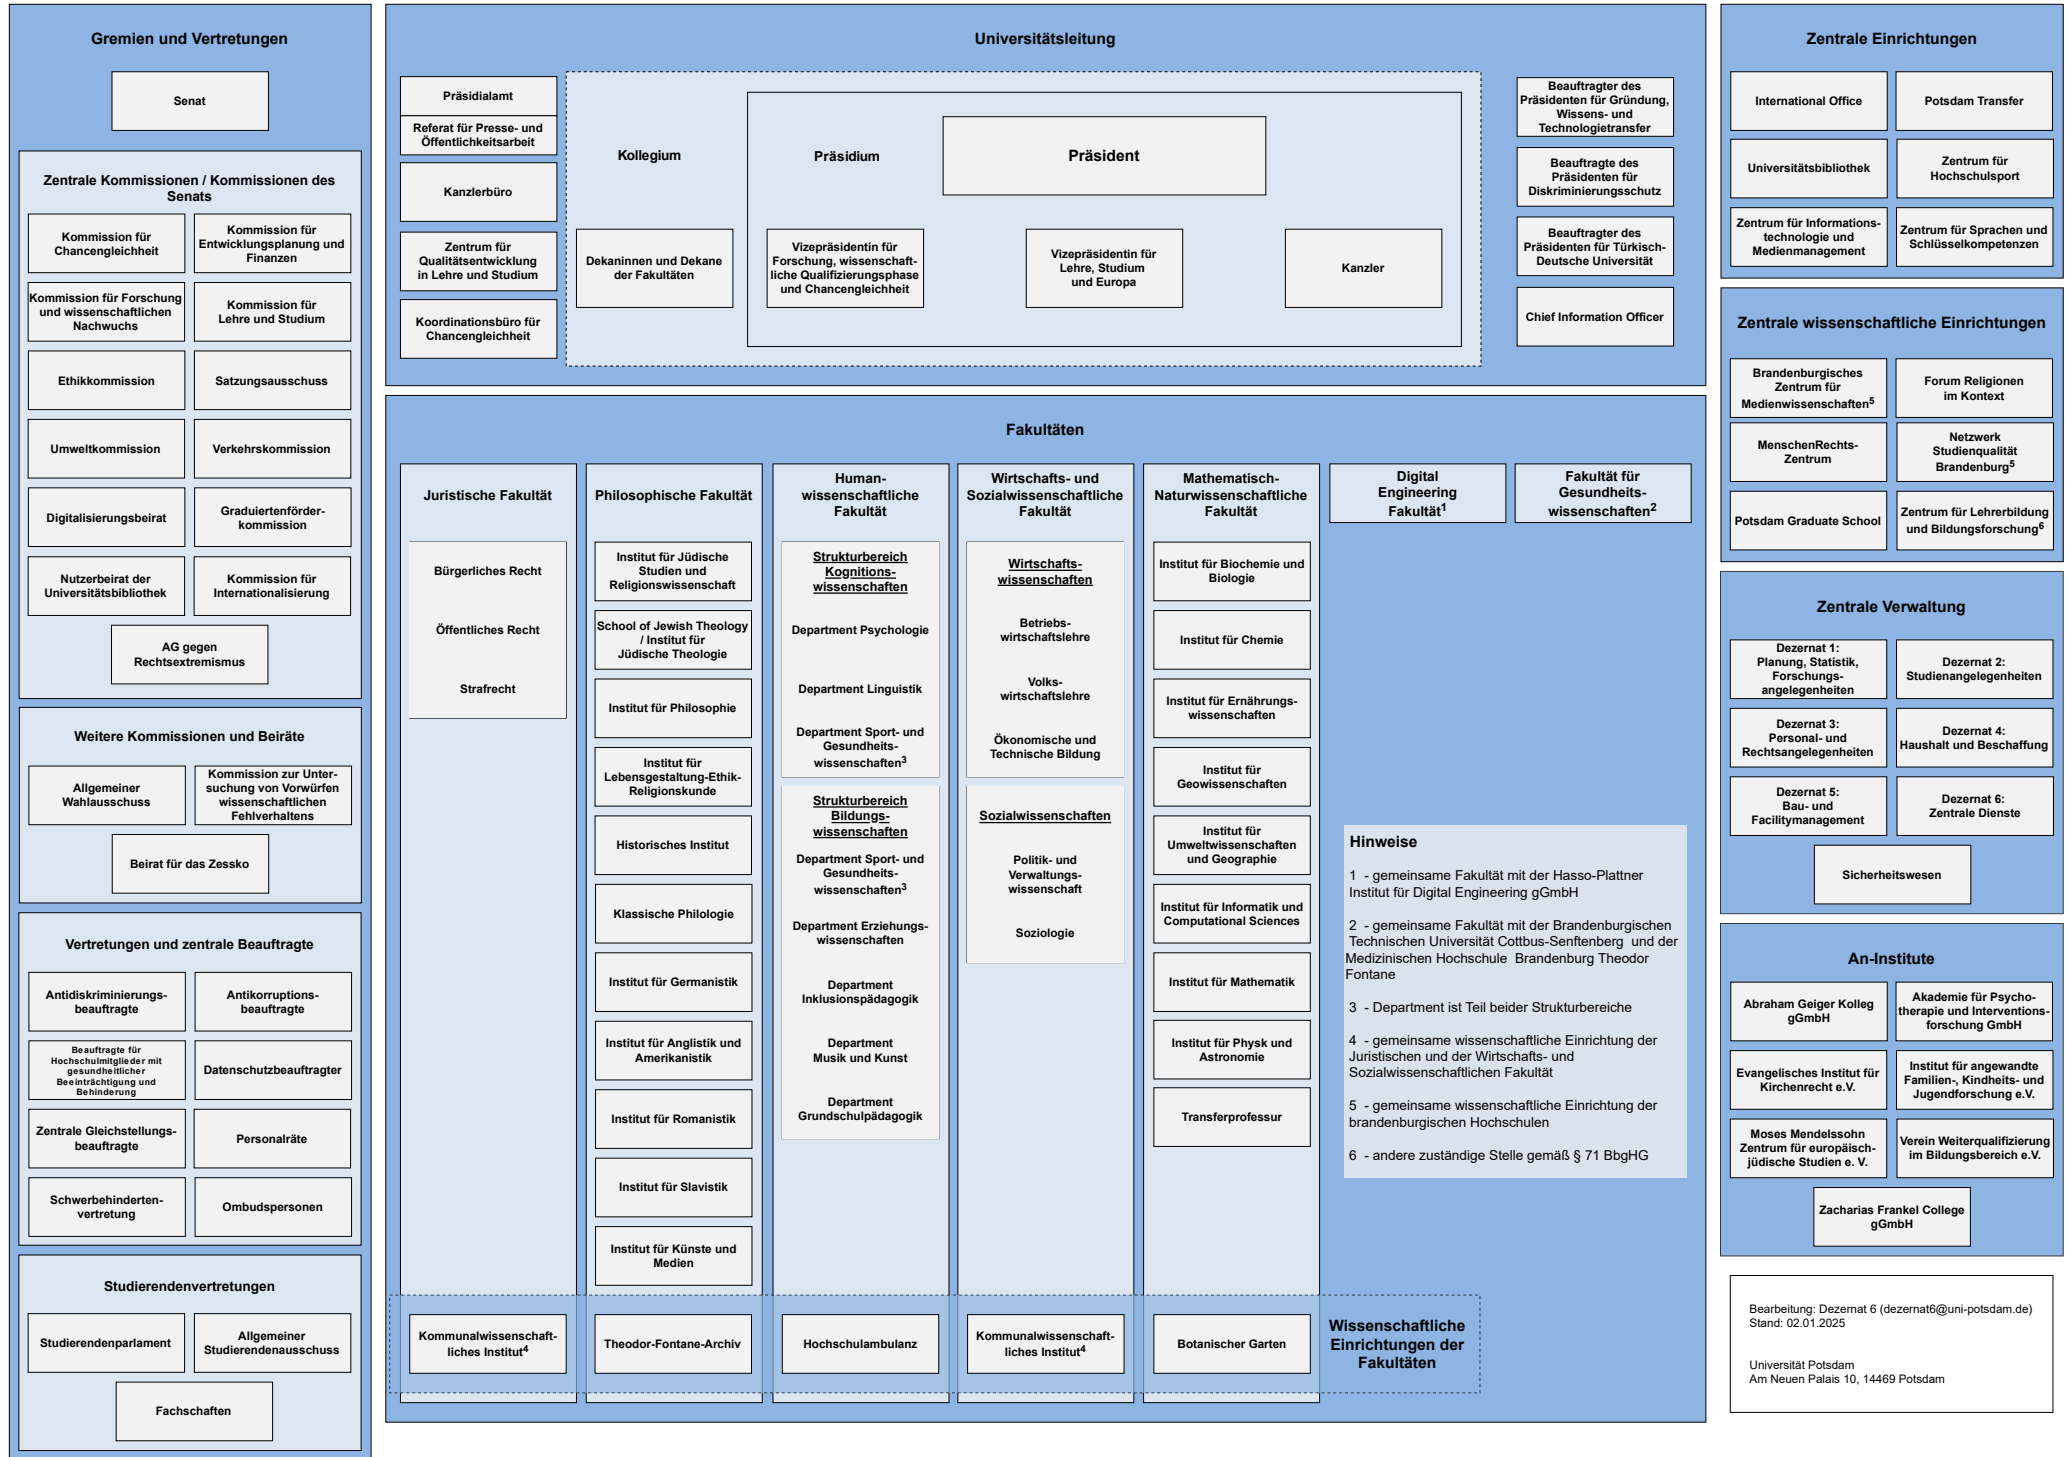 Gremien und Vertretungen
Senat
Zentrale Kommissionen / Kommissionen des
Senats
Kommission für
Chancengleichheit
Kommission für
Entwicklungsplanung und
Finanzen
Kommission für Forschung
und wissenschaftlichen
Nachwuchs
Kommission für
Lehre und Studium
Ethikkommission
Satzungsausschuss
Umweltkommission
Verkehrskommission
Digitalisierungsbeirat
Graduiertenförder-
kommission
Nutzerbeirat der
Universitätsbibliothek
Kommission für
Internationalisierung
AG gegen
Rechtsextremismus
Weitere Kommissionen und Beiräte
Allgemeiner
Wahlausschuss
Kommission zur Unter-
suchung von Vorwürfen
wissenschaftlichen
Fehlverhaltens
Beirat für das Zessko
Vertretungen und zentrale Beauftragte
Antidiskriminierungs-
beauftragte
Antikorruptions-
beauftragte
Beauftragte für
Hochschulmitglieder mit
gesundheitlicher
Beeinträchtigung und
Behinderung
Datenschutzbeauftragter
Zentrale Gleichstellungs-
beauftragte
Personalräte
Schwerbehinderten-
vertretung
Ombudspersonen
Studierendenvertretungen
Studierendenparlament
Allgemeiner
Studierendenausschuss
Fachschaften
Universitätsleitung
Präsidialamt
Referat für Presse- und
Öffentlichkeitsarbeit
Kanzlerbüro
Zentrum für
Qualitätsentwicklung
in Lehre und Studium
Koordinationsbüro für
Chancengleichheit
Kollegium
Dekaninnen und Dekane
der Fakultäten
Präsidium
Präsident
Vizepräsidentin für
Forschung, wissenschaft-
liche Qualifizierungsphase
und Chancengleichheit
Vizepräsidentin für
Lehre, Studium
und Europa
Kanzler
Beauftragter des
Präsidenten für Gründung,
Wissens- und
Technologietransfer
Beauftragte des
Präsidenten für
Diskriminierungsschutz
Beauftragter des
Präsidenten für Türkisch-
Deutsche Universität
Chief Information Officer
Fakultäten
Juristische Fakultät
Bürgerliches Recht
Öffentliches Recht
Strafrecht
Kommunalwissenschaft-
liches Institut4
Philosophische Fakultät
Institut für Jüdische
Studien und
Religionswissenschaft
School of Jewish Theology
/ Institut für
Jüdische Theologie
Institut für Philosophie
Institut für
Lebensgestaltung-Ethik-
Religionskunde
Historisches Institut
Klassische Philologie
Institut für Germanistik
Institut für Anglistik und
Amerikanistik
Institut für Romanistik
Institut für Slavistik
Institut für Künste und
Medien
Theodor-Fontane-Archiv
Human-
wissenschaftliche
Fakultät
Strukturbereich
Kognitions-
wissenschaften
Department Psychologie
Department Linguistik
Department Sport- und
Gesundheits-
wissenschaften3
Strukturbereich
Bildungs-
wissenschaften
Department Sport- und
Gesundheits-
wissenschaften3
Department Erziehungs-
wissenschaften
Department
Inklusionspädagogik
Department
Musik und Kunst
Department
Grundschulpädagogik
Hochschulambulanz
Wirtschafts- und
Sozialwissenschaftliche
Fakultät
Wirtschafts-
wissenschaften
Betriebs-
wirtschaftslehre
Volks-
wirtschaftslehre
Ökonomische und
Technische Bildung
Sozialwissenschaften
Politik- und
Verwaltungs-
wissenschaft
Soziologie
Kommunalwissenschaft-
liches Institut4
Mathematisch-
Naturwissenschaftliche
Fakultät
Institut für Biochemie und
Biologie
Institut für Chemie
Institut für Ernährungs-
wissenschaften
Institut für
Geowissenschaften
Institut für
Umweltwissenschaften
und Geographie
Institut für Informatik und
Computational Sciences
Institut für Mathematik
Institut für Physk und
Astronomie
Transferprofessur
Botanischer Garten
Digital
Engineering
Fakultät1
Fakultät für
Gesundheits-
wissenschaften2
Hinweise
1 - gemeinsame Fakultät mit der Hasso-Plattner
Institut für Digital Engineering gGmbH
2 - gemeinsame Fakultät mit der Brandenburgischen
Technischen Universität Cottbus-Senftenberg und der
Medizinischen Hochschule Brandenburg Theodor
Fontane
3 - Department ist Teil beider Strukturbereiche
4 - gemeinsame wissenschaftliche Einrichtung der
Juristischen und der Wirtschafts- und
Sozialwissenschaftlichen Fakultät
5 - gemeinsame wissenschaftliche Einrichtung der
brandenburgischen Hochschulen
6 - andere zuständige Stelle gemäß § 71 BbgHG
Wissenschaftliche
Einrichtungen der
Fakultäten
Zentrale Einrichtungen
International Office
Potsdam Transfer
Universitätsbibliothek
Zentrum für
Hochschulsport
Zentrum für Informations-
technologie und
Medienmanagement
Zentrum für Sprachen und
Schlüsselkompetenzen
Zentrale wissenschaftliche Einrichtungen
Brandenburgisches
Zentrum für
Medienwissenschaften5
Forum Religionen
im Kontext
MenschenRechts-
Zentrum
Netzwerk
Studienqualität
Brandenburg5
Potsdam Graduate School
Zentrum für Lehrerbildung
und Bildungsforschung6
Zentrale Verwaltung
Dezernat 1:
Planung, Statistik,
Forschungs-
angelegenheiten
Dezernat 2:
Studienangelegenheiten
Dezernat 3:
Personal- und
Rechtsangelegenheiten
Dezernat 4:
Haushalt und Beschaffung
Dezernat 5:
Bau- und
Facilitymanagement
Dezernat 6:
Zentrale Dienste
Sicherheitswesen
An-Institute
Abraham Geiger Kolleg
gGmbH
Akademie für Psycho-
therapie und Interventions-
forschung GmbH
Evangelisches Institut für
Kirchenrecht e.V.
Institut für angewandte
Familien-, Kindheits- und
Jugendforschung e.V.
Moses Mendelssohn
Zentrum für europäisch-
jüdische Studien e. V.
Verein Weiterqualifizierung
im Bildungsbereich e.V.
Zacharias Frankel College
gGmbH
Bearbeitung: Dezernat 6 (dezernat6@uni-potsdam.de)
Stand: 02.01.2025
Universität Potsdam
Am Neuen Palais 10, 14469 Potsdam